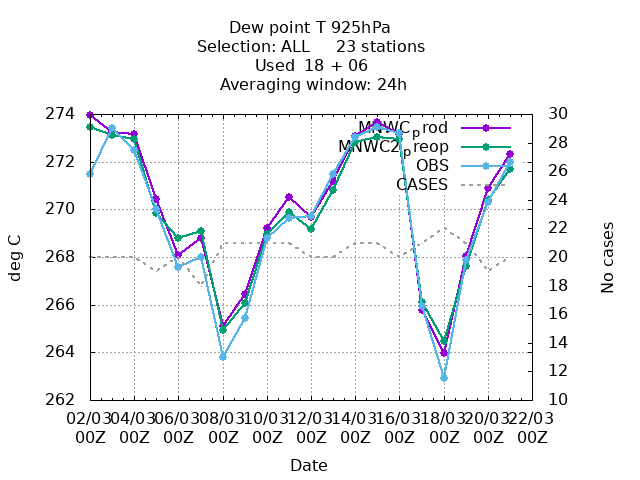 Dew point T 925hPa
Selection: ALL 23 stations
Used 18 + 06
Averaging window: 24h
274
272
270
268
266
264
262
deg C
30
28
26
24
22
20
18
16
14
12
10
No cases
MNWC_prod
MNWC2_preop
OBS
CASES
02/03 04/03 06/03 08/03 10/03 12/03 14/03 16/03 18/03 20/03 22/03
00Z 00Z 00Z 00Z 00Z 00Z 00Z 00Z 00Z 00Z 00Z
Date